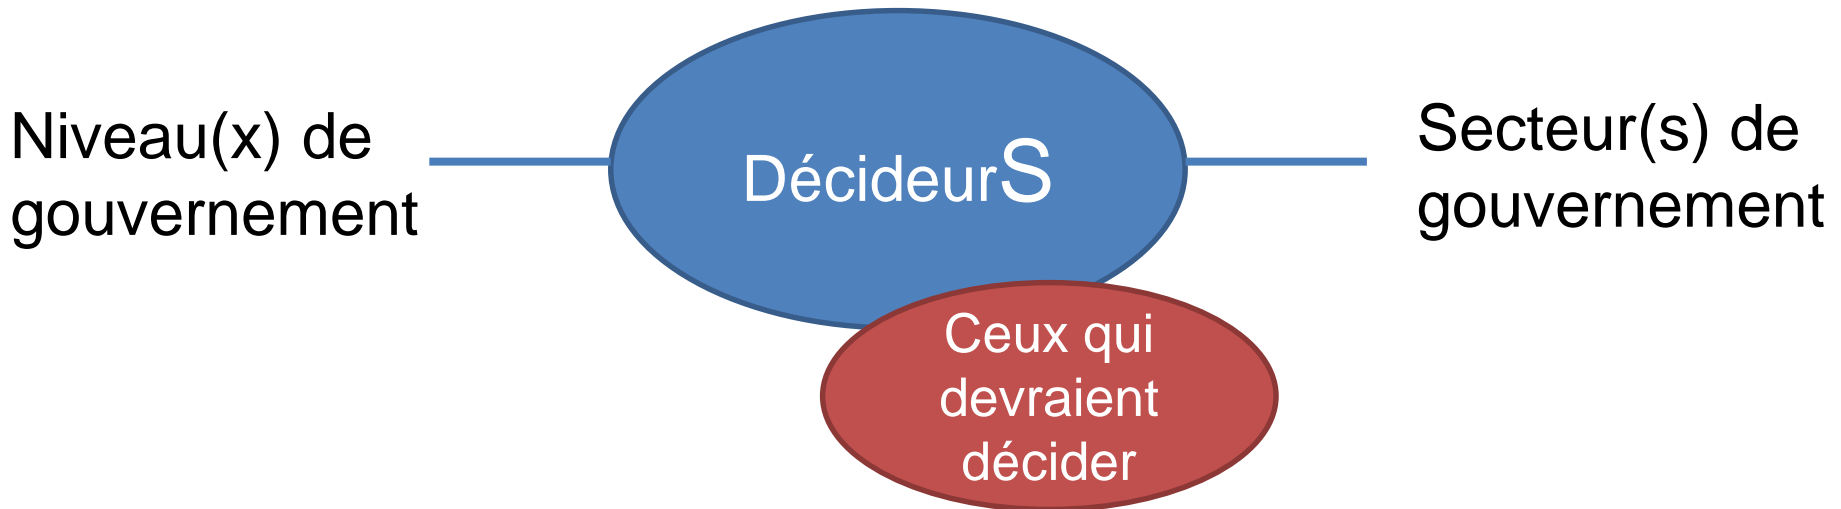 Niveau(x) de
gouvernement
DécideurS
Secteur(s) de
gouvernement
Ceux qui
devraient
décider